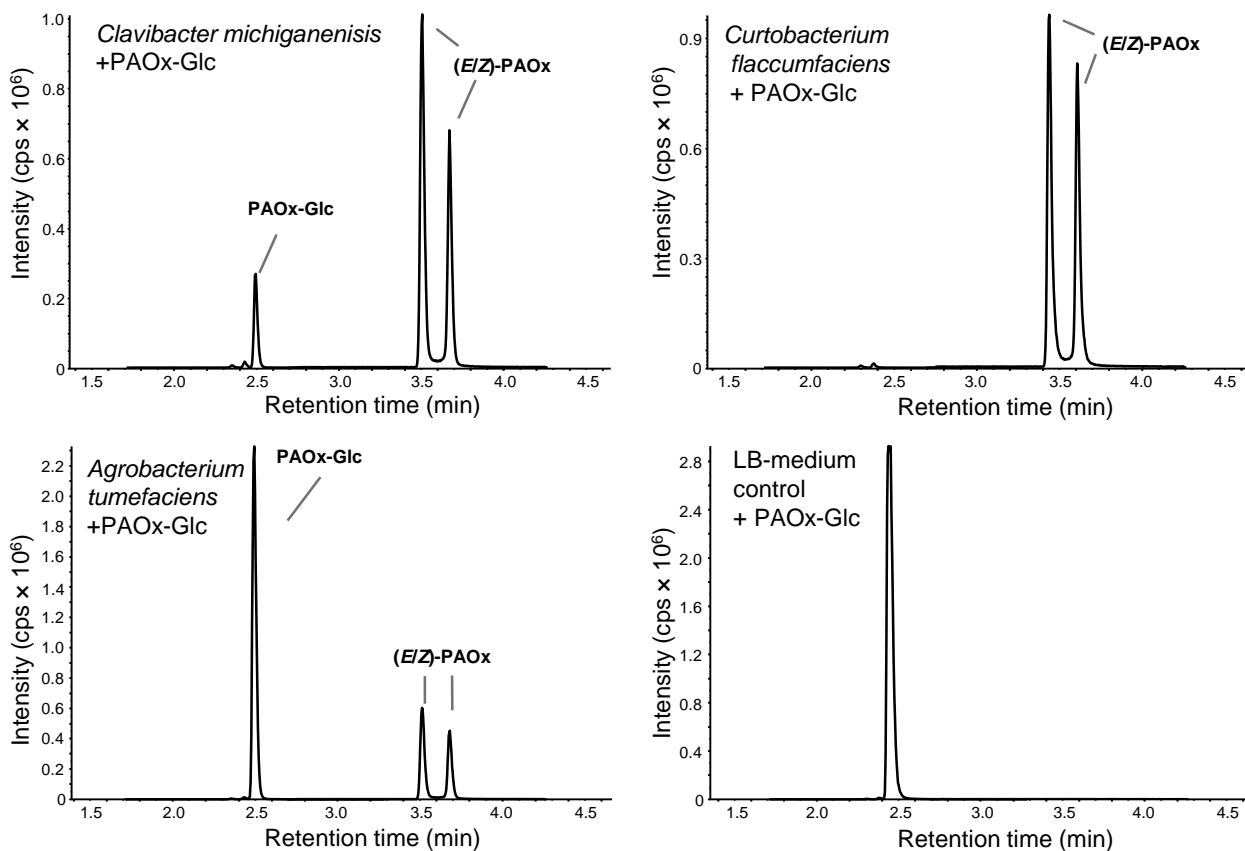 Clavibacter michiganenisis
+PAOx-Glc
(E/Z)-PAOx
PAOx-Glc
Intensity (cps × 10⁶)
1.0
0.8
0.6
0.4
0.2
0
1.5 2.0 2.5 3.0 3.5 4.0 4.5
Retention time (min)
Curtobacterium
flaccumfaciens
+ PAOx-Glc
(E/Z)-PAOx
Intensity (cps × 10⁶)
0.9
0.6
0.3
0
1.5 2.0 2.5 3.0 3.5 4.0 4.5
Retention time (min)
Agrobacterium
tumefaciens
+PAOx-Glc
PAOx-Glc
(E/Z)-PAOx
Intensity (cps × 10⁶)
2.2
2.0
1.8
1.6
1.4
1.2
1.0
0.8
0.6
0.4
0.2
0
1.5 2.0 2.5 3.0 3.5 4.0 4.5
Retention time (min)
LB-medium
control
+ PAOx-Glc
Intensity (cps × 10⁶)
2.8
2.4
2.0
1.6
1.2
0.8
0.4
0
1.5 2.0 2.5 3.0 3.5 4.0 4.5
Retention time (min)